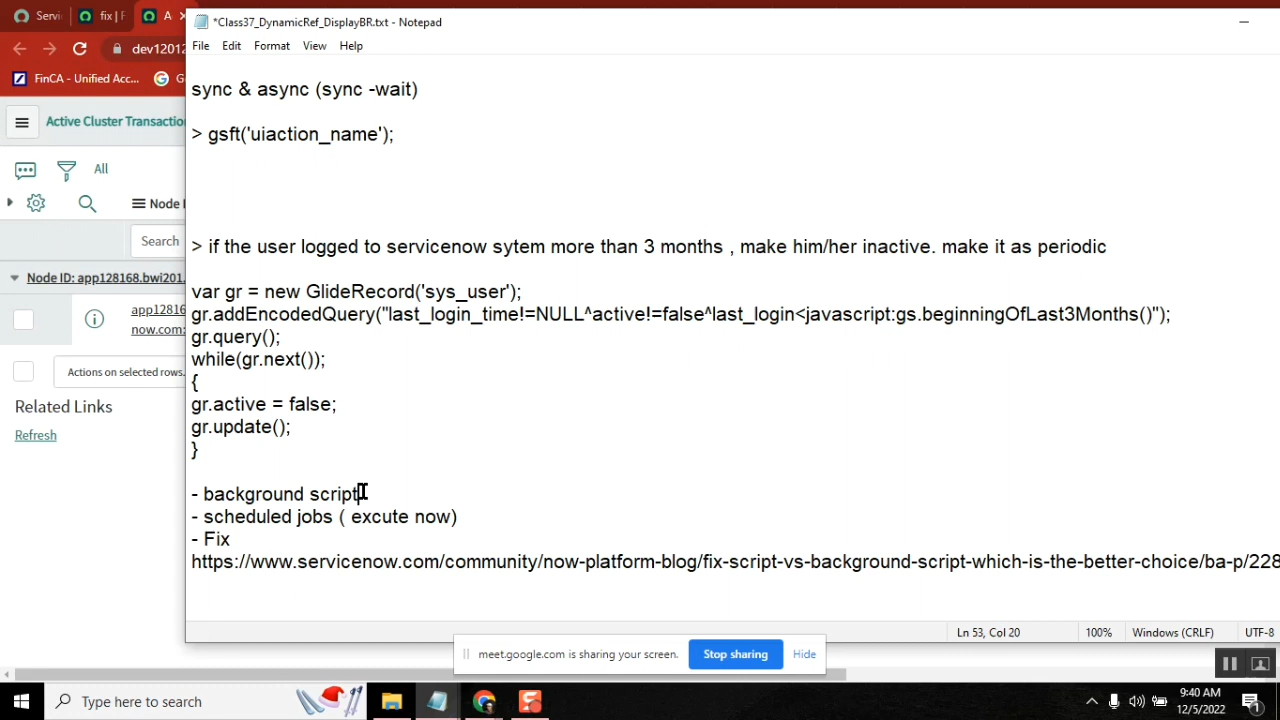 Servi
fix | F
A
*Class37_DynamicRef_DisplayBR.txt - Notepad
File Edit Format View Help
dev12012
FinCA - Unified Acc...
G
Active Cluster Transactio
All
Node I
Search
Node ID: app128168.bwi201.
app12816
now.com:
Actions on selected rows.
Related Links
Refresh
sync & async (sync -wait)
> gsft('uiaction_name');
> if the user logged to servicenow sytem more than 3 months , make him/her inactive. make it as periodic
var gr = new GlideRecord('sys_user');
gr.addEncodedQuery("last_login_time!=NULL^active!=false^last_login<javascript:gs.beginningOfLast3Months()");
gr.query();
while(gr.next());
{
gr.active = false;
gr.update();
}
- background script
- scheduled jobs ( excute now)
- Fix
https://www.servicenow.com/community/now-platform-blog/fix-script-vs-background-script-which-is-the-better-choice/ba-p/228
Ln 53, Col 20 100% Windows (CRLF) UTF-8
meet.google.com is sharing your screen. Stop sharing Hide
Type here to search
9:40 AM
12/5/2022
1